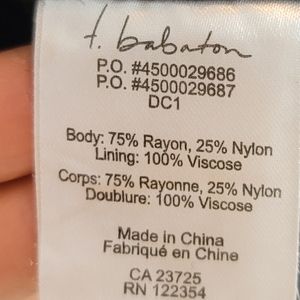 f. babaton
P.O. #4500029686
P.O. #4500029687
DC1
Body: 75% Rayon, 25% Nylon
Lining: 100% Viscose
Corps: 75% Rayonne, 25% Nylon
Doublure: 100% Viscose
Made in China
Fabriqué en China
CA 23725
RN 122354